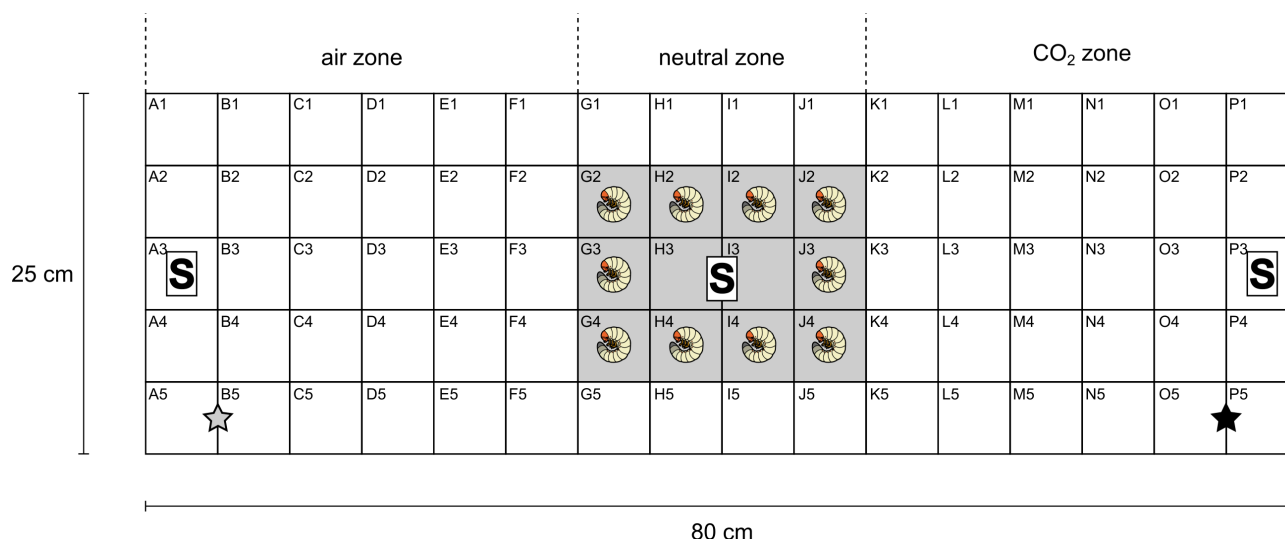 air zone neutral zone CO₂ zone
A1 B1 C1 D1 E1 F1 G1 H1 I1 J1 K1 L1 M1 N1 O1 P1
A2 B2 C2 D2 E2 F2 G2 H2 I2 J2 K2 L2 M2 N2 O2 P2
A3 B3 C3 D3 E3 F3 G3 H3 I3 J3 K3 L3 M3 N3 O3 P3
25 cm S S S
A4 B4 C4 D4 E4 F4 G4 H4 I4 J4 K4 L4 M4 N4 O4 P4
A5 B5 C5 D5 E5 F5 G5 H5 I5 J5 K5 L5 M5 N5 O5 P5
80 cm